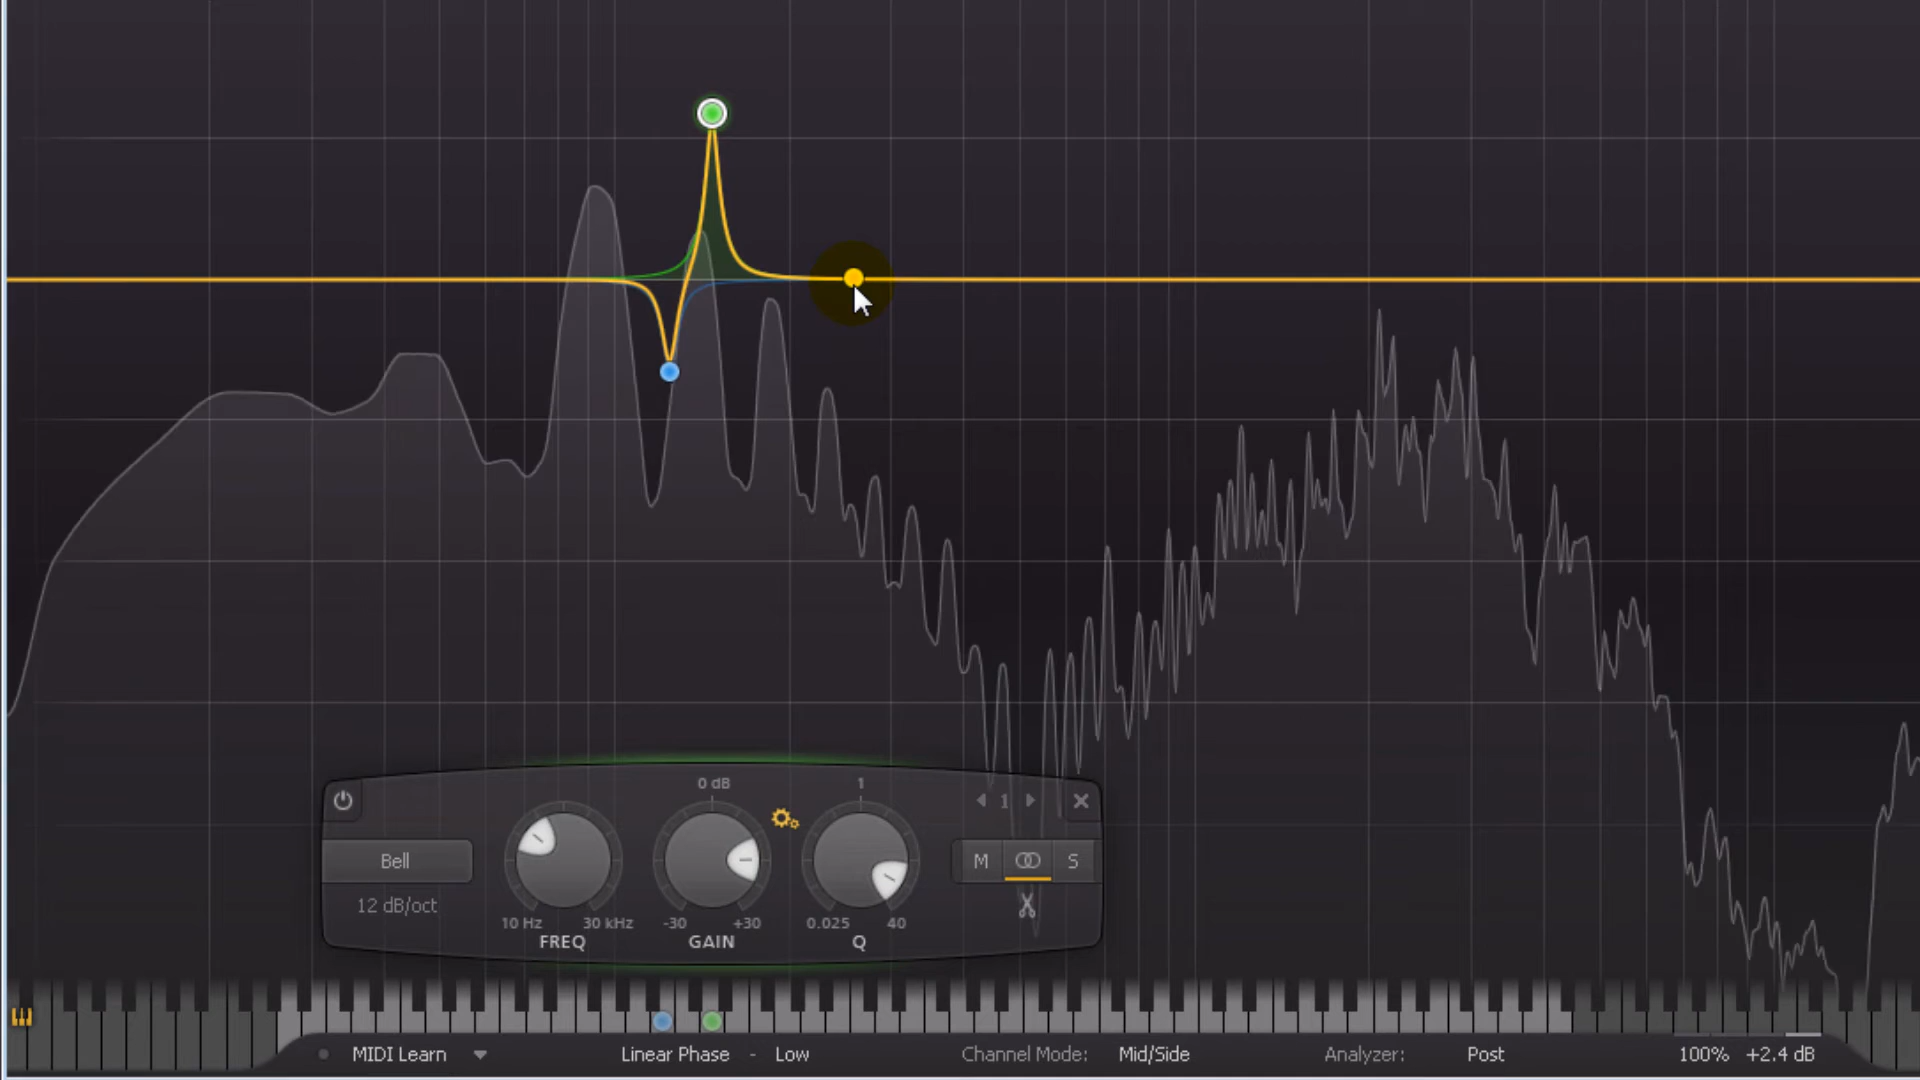 0 dB
1
1
Bell
M
S
12 dB/oct
10 Hz
30 kHz
-30
+30
0.025
40
FREQ
GAIN
Q
MIDI Learn
Linear Phase - Low
Channel Mode: Mid/Side
Analyzer: Post
100% +2.4 dB